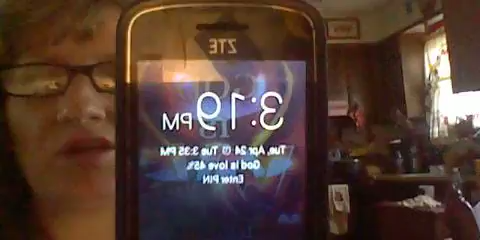 ZTE
3:19 PM
Tue, Apr 24 ⏰ Tue 3:35 PM
God is love 45%
Enter PIN